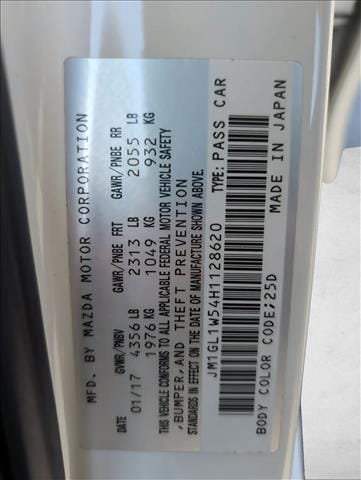 MFD. BY MAZDA MOTOR CORPORATION
DATE GVWR/PNBV GAWR/PNBE FRT GAWR/PNBE RR
01/17 4356 LB 2313 LB 2055 LB
1976 KG 1049 KG 932 KG
THIS VEHICLE CONFORMS TO ALL APPLICABLE FEDERAL MOTOR VEHICLE SAFETY
,BUMPER,AND THEFT PREVENTION
STANDARDS IN EFFECT ON THE DATE OF MANUFACTURE SHOWN ABOVE.
JM1GL1W54H1128620 TYPE: PASS CAR
BODY COLOR CODE;25D MADE IN JAPAN